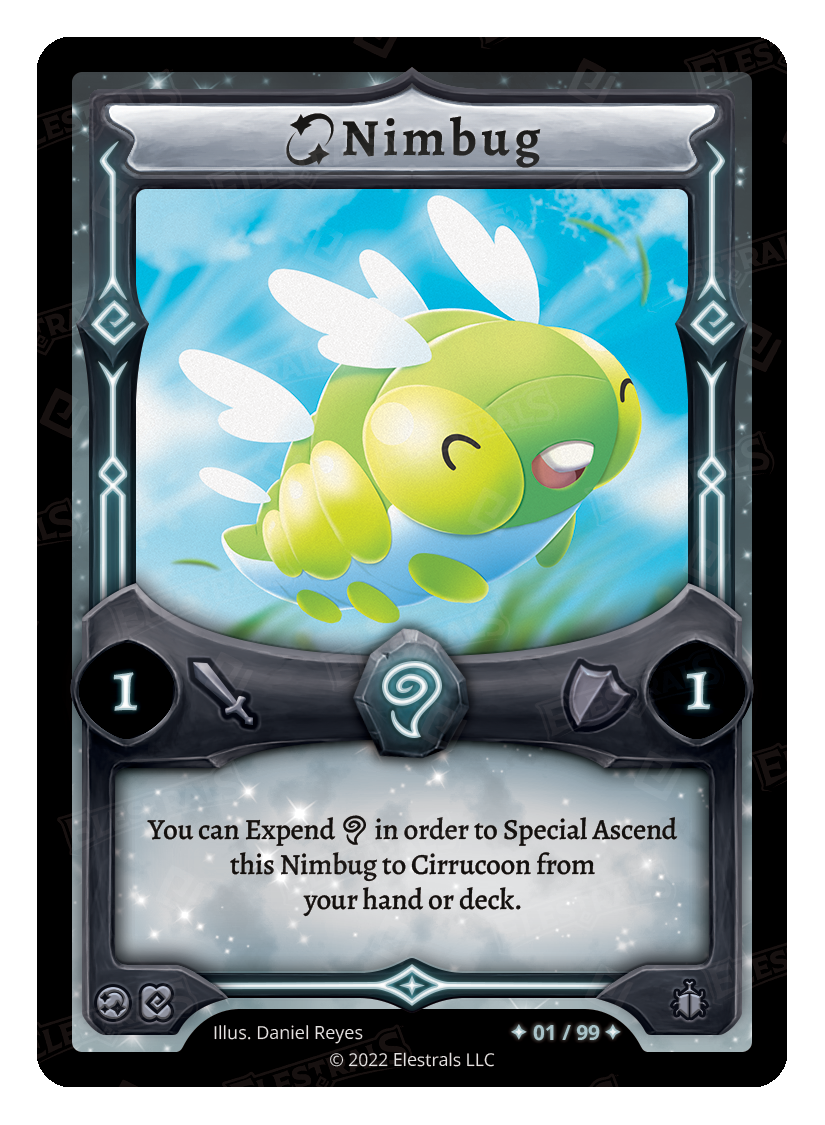 Nimbug
1
1
You can Expend in order to Special Ascend
this Nimbug to Cirrucoon from
your hand or deck.
Illus. Daniel Reyes
01 / 99
© 2022 Elestrals LLC
ELESTRALS